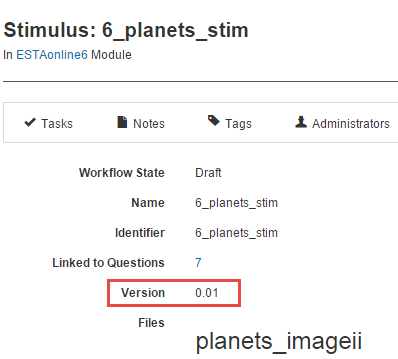 Stimulus: 6_planets_stim
In ESTAonline6 Module
Tasks Notes Tags Administrators
Workflow State Draft
Name 6_planets_stim
Identifier 6_planets_stim
Linked to Questions 7
Version 0.01
Files
planets_imageii